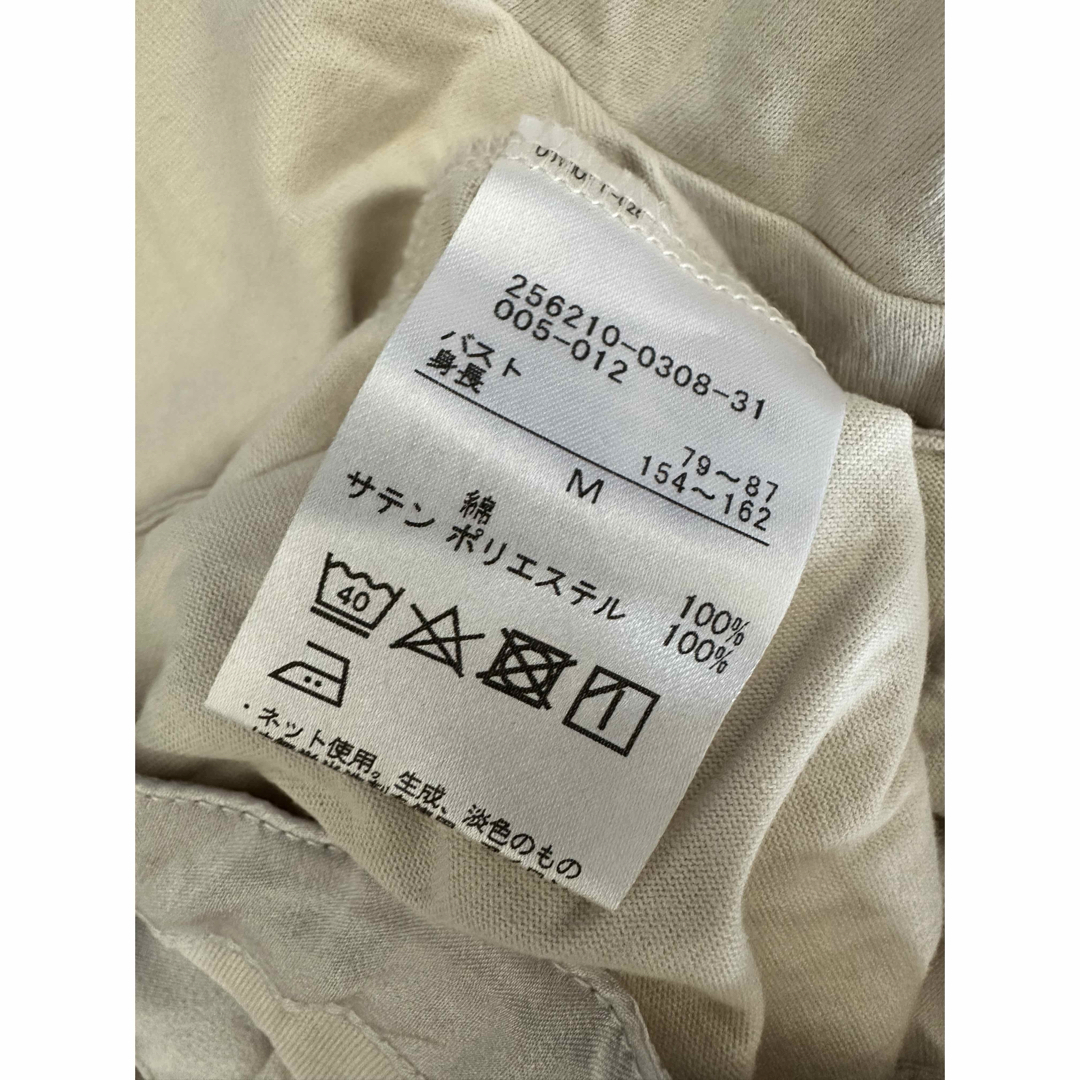 256210-0308-31
005-012
バスト 79～87
身長 154～162
M
綿 100%
サテン ポリエステル 100%
40
・ネット使用。生成、淡色のもの